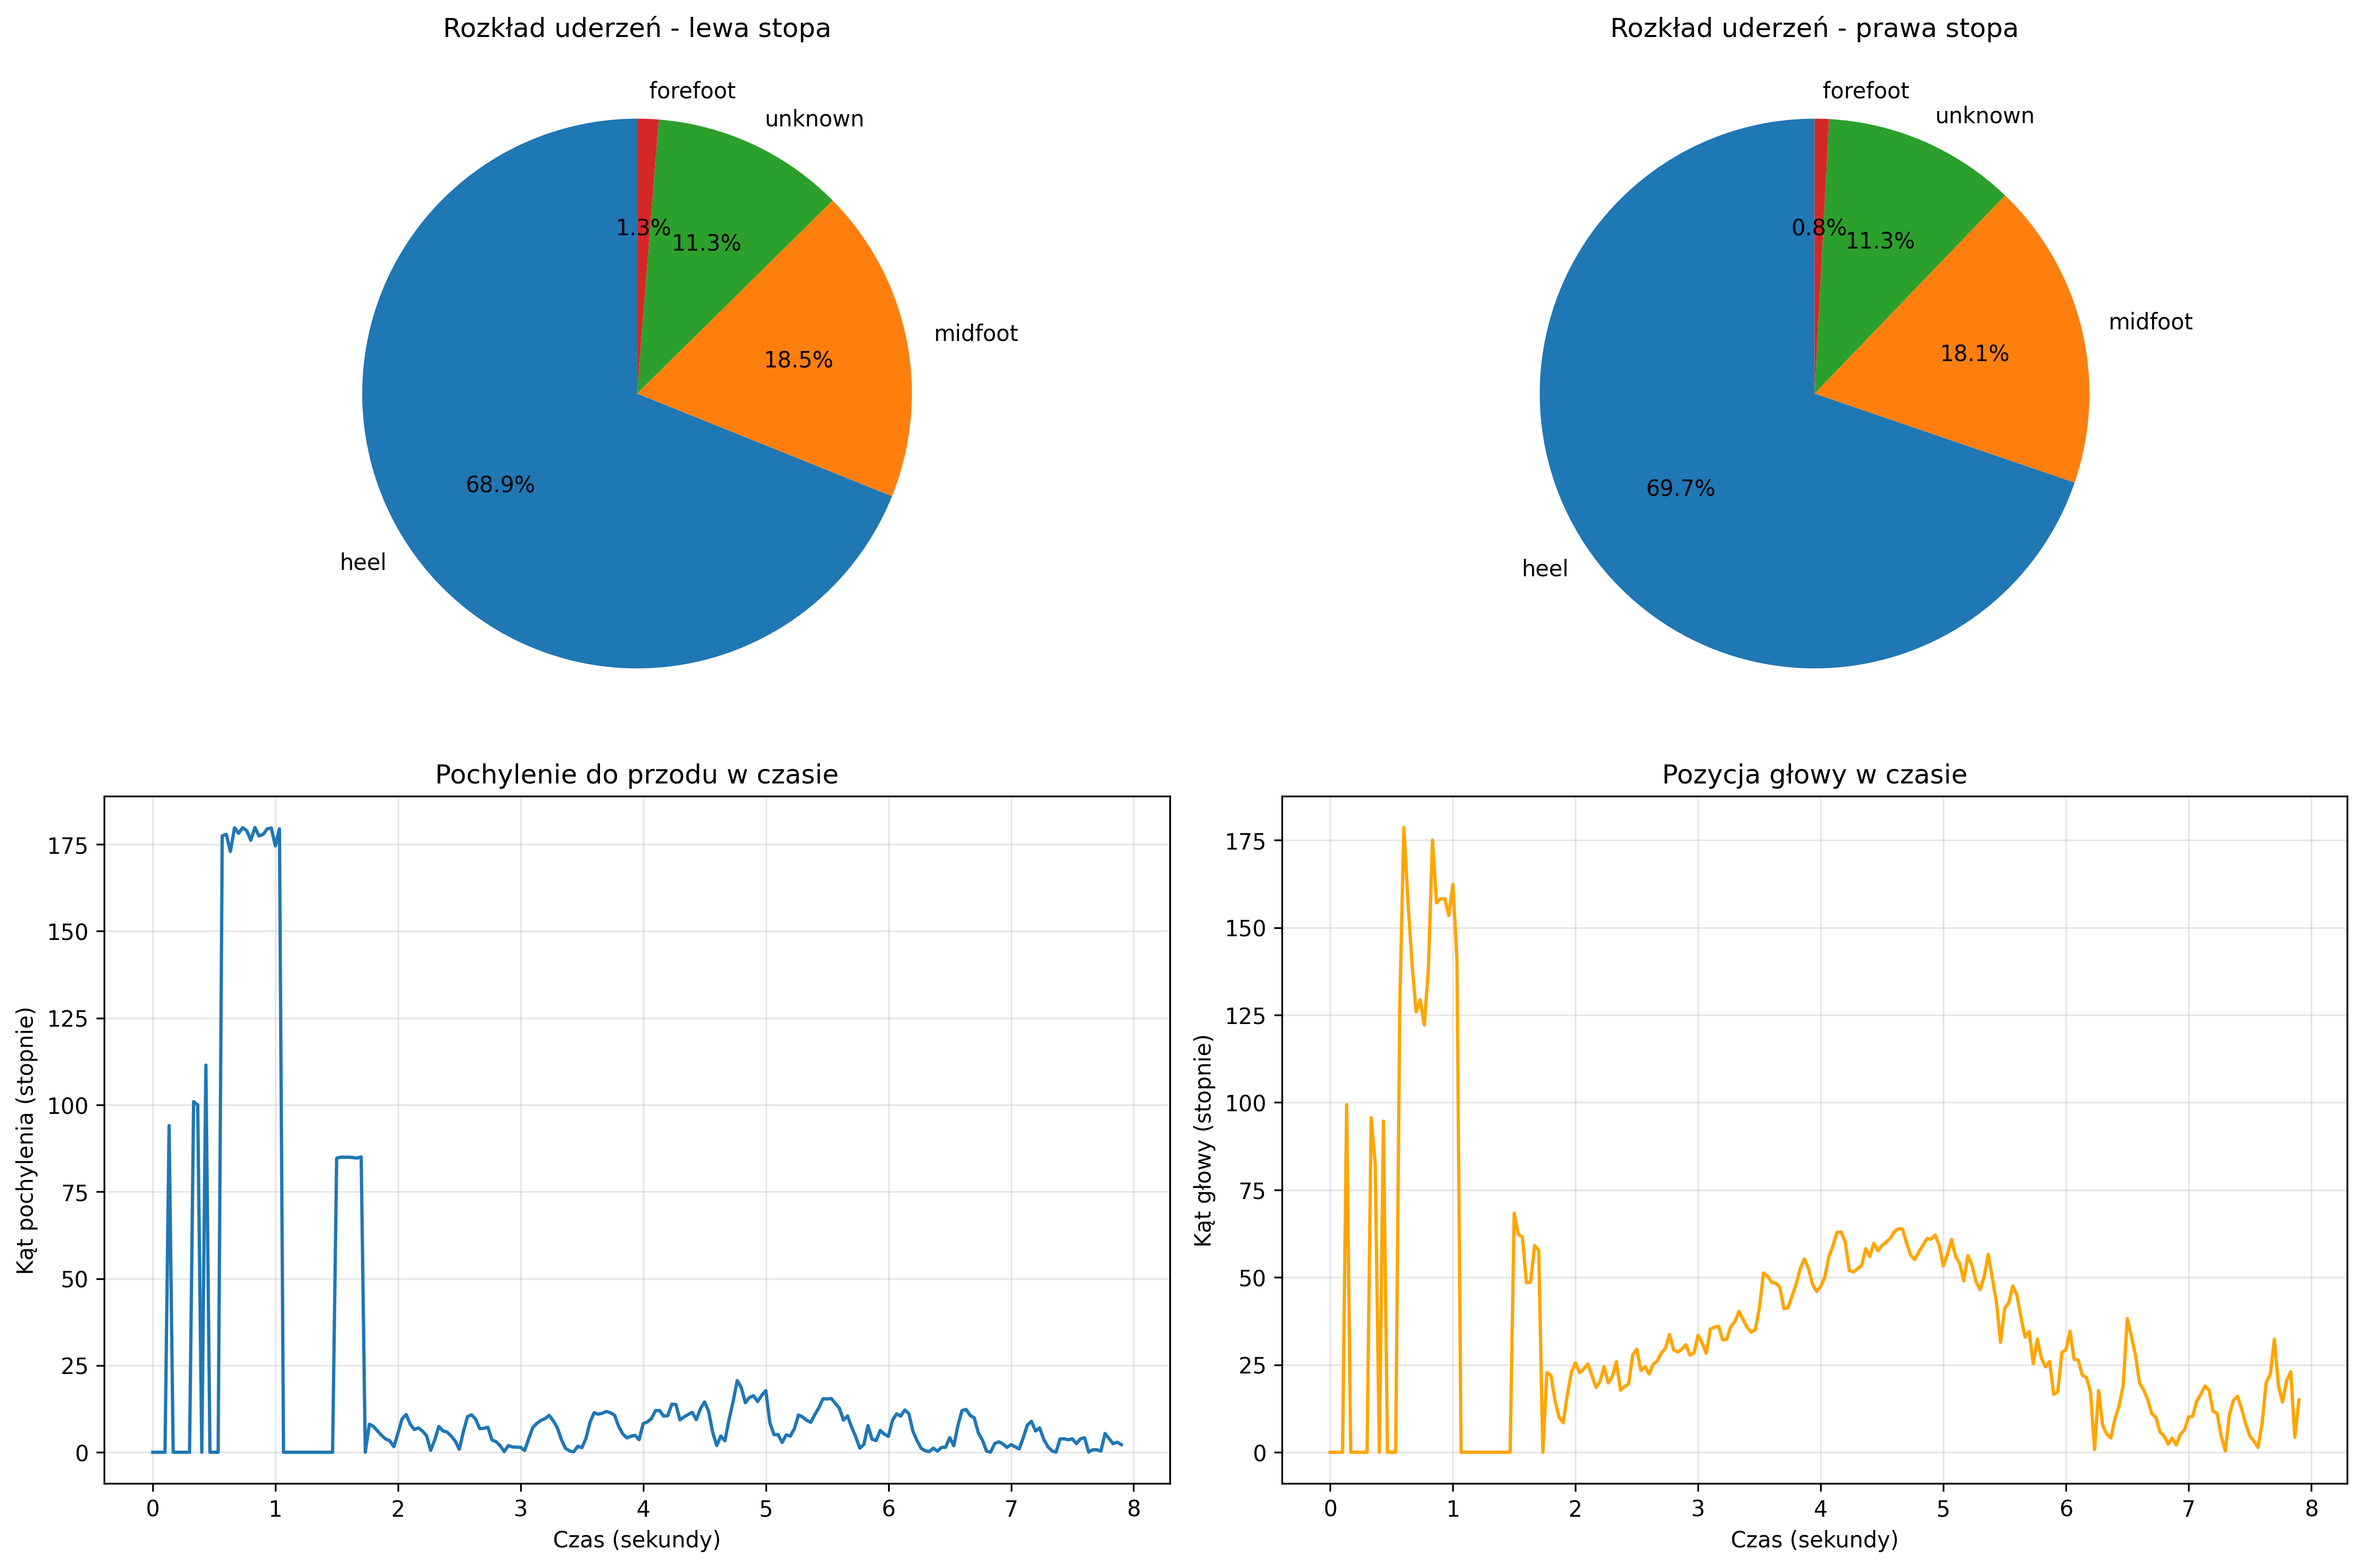 Rozkład uderzeń - lewa stopa
forefoot
unknown
1.3%
11.3%
midfoot
18.5%
68.9%
heel
Rozkład uderzeń - prawa stopa
forefoot
unknown
0.8%
11.3%
midfoot
18.1%
69.7%
heel
Pochylenie do przodu w czasie
Kąt pochylenia (stopnie)
175
150
125
100
75
50
25
0
0 1 2 3 4 5 6 7 8
Czas (sekundy)
Pozycja głowy w czasie
Kąt głowy (stopnie)
175
150
125
100
75
50
25
0
0 1 2 3 4 5 6 7 8
Czas (sekundy)